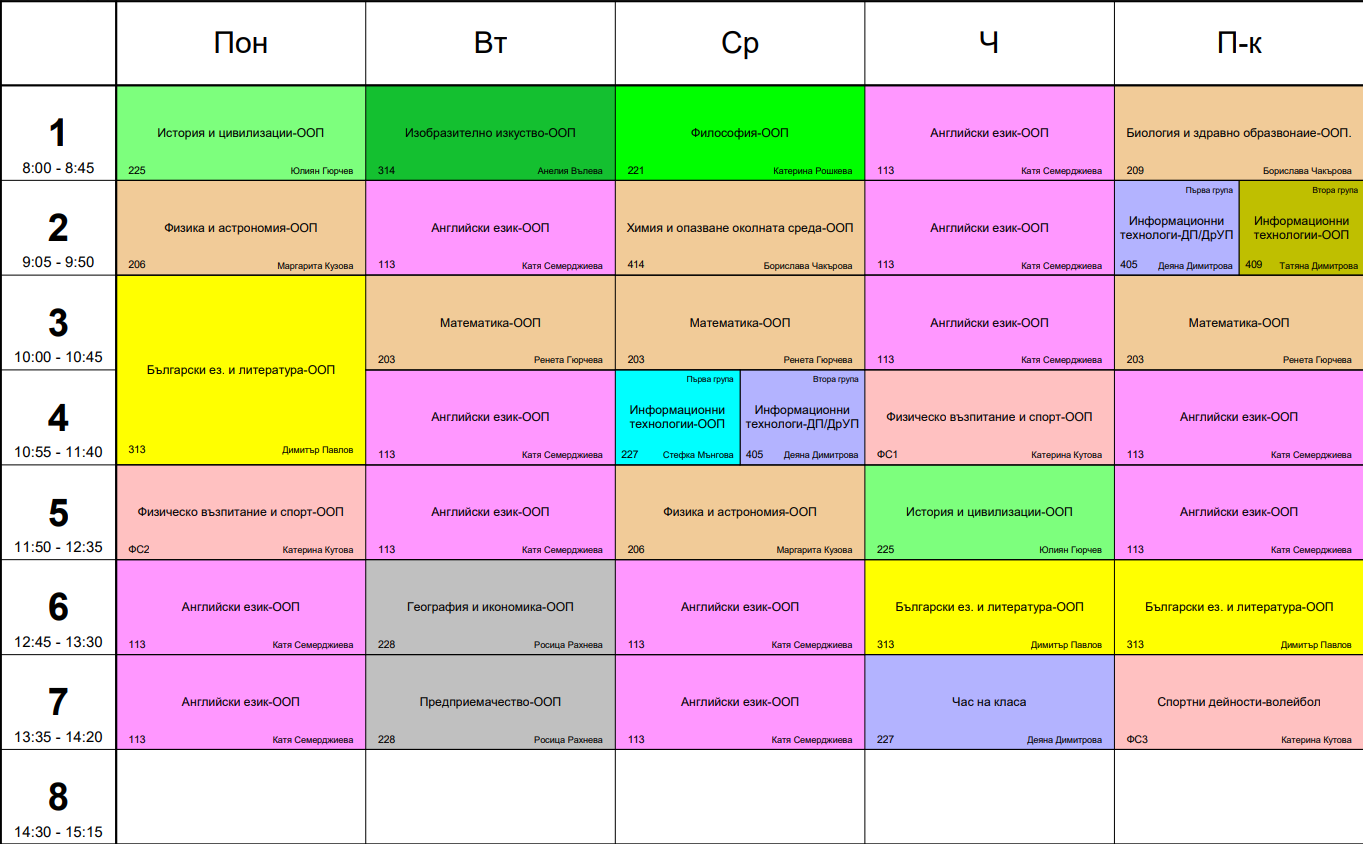 Пон
Вт
Ср
Ч
П-к
1
8:00 - 8:45
История и цивилизации-ООП
225 Юлиян Гюрчев
Изобразително изкуство-ООП
314 Анелия Вълева
Философия-ООП
221 Катерина Рошкева
Английски език-ООП
113 Катя Семерджиева
Биология и здравно образвонаие-ООП.
209 Борислава Чакърова
2
9:05 - 9:50
Физика и астрономия-ООП
206 Маргарита Кузова
Английски език-ООП
113 Катя Семерджиева
Химия и опазване околната среда-ООП
414 Борислава Чакърова
Английски език-ООП
113 Катя Семерджиева
Първа група
Информационни
технологи-ДП/ДрУП
405 Деяна Димитрова
Втора група
Информационни
технологии-ООП
409 Татяна Димитрова
3
10:00 - 10:45
Български ез. и литература-ООП
313 Димитър Павлов
Математика-ООП
203 Ренета Гюрчева
Математика-ООП
203 Ренета Гюрчева
Английски език-ООП
113 Катя Семерджиева
Математика-ООП
203 Ренета Гюрчева
4
10:55 - 11:40
Английски език-ООП
113 Катя Семерджиева
Първа група
Информационни
технологии-ООП
227 Стефка Мънгова
Втора група
Информационни
технологи-ДП/ДрУП
405 Деяна Димитрова
Физическо възпитание и спорт-ООП
ФС1 Катерина Кутова
Английски език-ООП
113 Катя Семерджиева
5
11:50 - 12:35
Физическо възпитание и спорт-ООП
ФС2 Катерина Кутова
Английски език-ООП
113 Катя Семерджиева
Физика и астрономия-ООП
206 Маргарита Кузова
История и цивилизации-ООП
225 Юлиян Гюрчев
Английски език-ООП
113 Катя Семерджиева
6
12:45 - 13:30
Английски език-ООП
113 Катя Семерджиева
География и икономика-ООП
228 Росица Рахнева
Английски език-ООП
113 Катя Семерджиева
Български ез. и литература-ООП
313 Димитър Павлов
Български ез. и литература-ООП
313 Димитър Павлов
7
13:35 - 14:20
Английски език-ООП
113 Катя Семерджиева
Предприемачество-ООП
228 Росица Рахнева
Английски език-ООП
113 Катя Семерджиева
Час на класа
227 Деяна Димитрова
Спортни дейности-волейбол
ФС3 Катерина Кутова
8
14:30 - 15:15